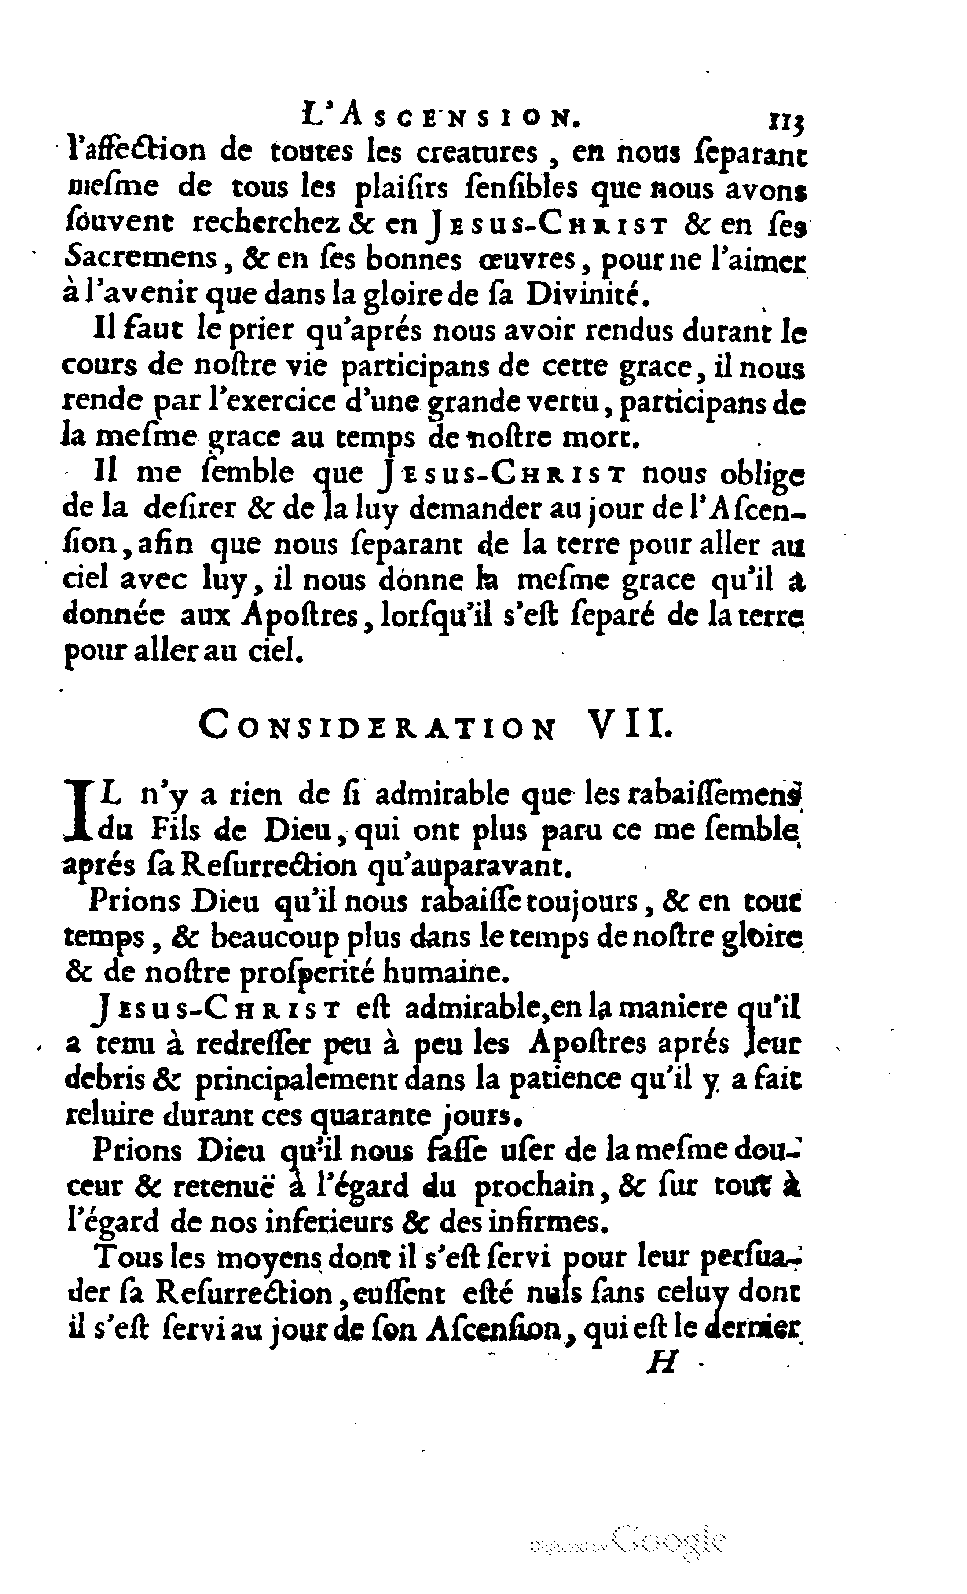 L'ASCENSION. 113
l'affection de toutes les creatures, en nous ſeparant
meſme de tous les plaiſirs ſenſibles que nous avons
ſouvent recherchez & en JESUS-CHRIST & en ſes
Sacremens, & en ſes bonnes œuvres, pour ne l'aimer
à l'avenir que dans la gloire de ſa Divinité.
Il faut le prier qu'aprés nous avoir rendus durant le
cours de noſtre vie participans de cette grace, il nous
rende par l'exercice d'une grande vertu, participans de
la meſme grace au temps de noſtre mort.
Il me ſemble que JESUS-CHRIST nous oblige
de la deſirer & de la luy demander au jour de l'Aſcen-
ſion, afin que nous ſeparant de la terre pour aller au
ciel avec luy, il nous donne la meſme grace qu'il a
donnée aux Apoſtres, lorſqu'il s'eſt ſeparé de la terre
pour aller au ciel.
CONSIDERATION VII.
IL n'y a rien de ſi admirable que les rabaiſſemens
du Fils de Dieu, qui ont plus paru ce me ſemble
aprés ſa Reſurrection qu'auparavant.
Prions Dieu qu'il nous rabaiſſe toujours, & en tout
temps, & beaucoup plus dans le temps de noſtre gloire
& de noſtre proſperité humaine.
JESUS-CHRIST eſt admirable, en la maniere qu'il
a tenu à redreſſer peu à peu les Apoſtres aprés leur
debris & principalement dans la patience qu'il y a fait
reluire durant ces quarante jours.
Prions Dieu qu'il nous faſſe uſer de la meſme dou-
ceur & retenuë à l'égard du prochain, & ſur tout à
l'égard de nos inferieurs & des infirmes.
Tous les moyens dont il s'eſt ſervi pour leur perſua-
der ſa Reſurrection, euſſent eſté nuls ſans celuy dont
il s'eſt ſervi au jour de ſon Aſcenſion, qui eſt le dernier
H
Digitized by Google